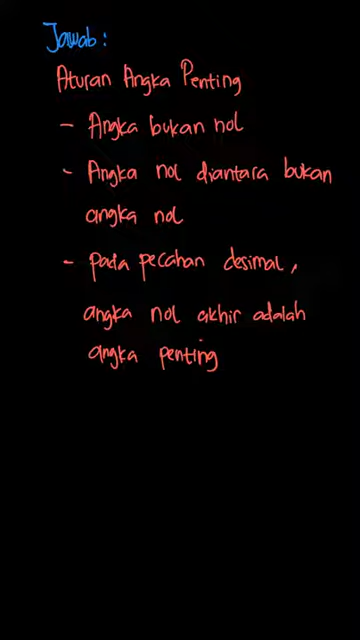 Jawab :
Aturan Angka Penting
- Angka bukan nol
- Angka nol diantara bukan
angka nol
- pada pecahan desimal,
angka nol akhir adalah
angka penting